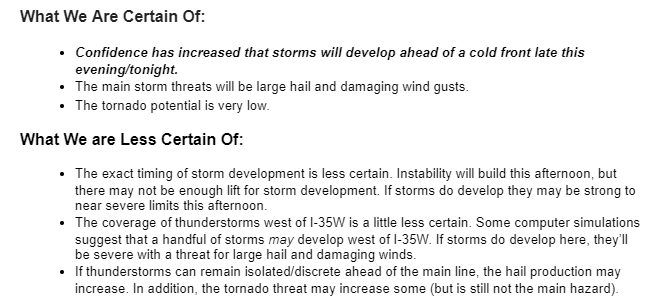 What We Are Certain Of:
• Confidence has increased that storms will develop ahead of a cold front late this
evening/tonight.
• The main storm threats will be large hail and damaging wind gusts.
• The tornado potential is very low.
What We are Less Certain Of:
• The exact timing of storm development is less certain. Instability will build this afternoon, but
there may not be enough lift for storm development. If storms do develop they may be strong to
near severe limits this afternoon.
• The coverage of thunderstorms west of I-35W is a little less certain. Some computer simulations
suggest that a handful of storms may develop west of I-35W. If storms do develop here, they'll
be severe with a threat for large hail and damaging winds.
• If thunderstorms can remain isolated/discrete ahead of the main line, the hail production may
increase. In addition, the tornado threat may increase some (but is still not the main hazard).